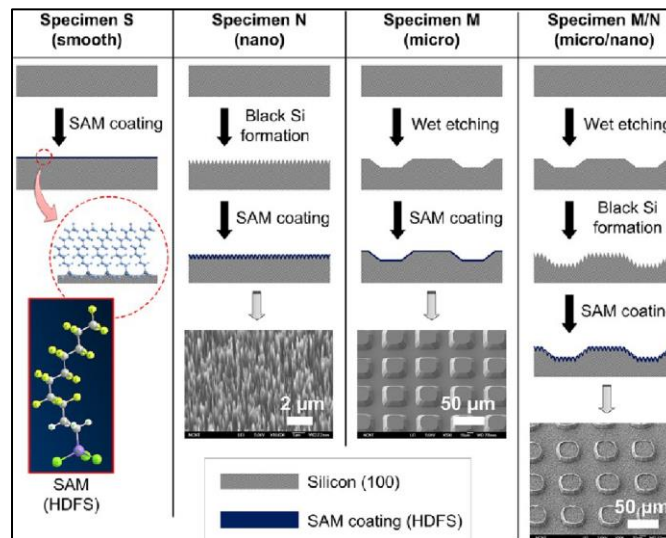 Specimen S
(smooth)
SAM coating
SAM
(HDFS)
Specimen N
(nano)
Black Si
formation
SAM coating
2 µm
Specimen M
(micro)
Wet etching
SAM coating
50 µm
Specimen M/N
(micro/nano)
Wet etching
Black Si
formation
SAM coating
50 µm
Silicon (100)
SAM coating (HDFS)